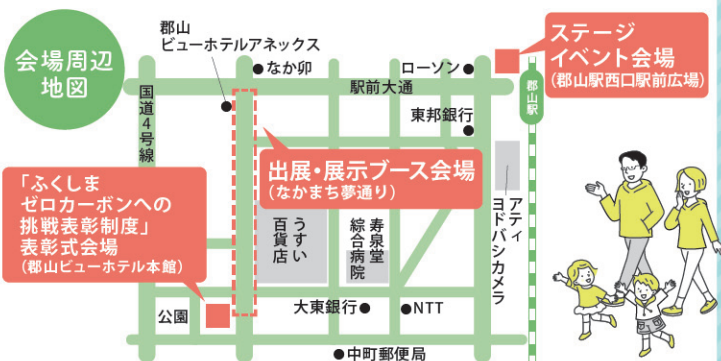 会場周辺
地図
郡山
ビューホテルアネックス
なか卯
ローソン
ステージ
イベント会場
(郡山駅西口駅前広場)
国道4号線
駅前大通
郡山駅
東邦銀行
出展・展示ブース会場
(なかまち夢通り)
「ふくしま
ゼロカーボンへの
挑戦表彰制度」
表彰式会場
(郡山ビューホテル本館)
うすい
百貨店
寿泉堂
綜合病院
アティ
ヨドバシカメラ
公園
大東銀行
NTT
中町郵便局